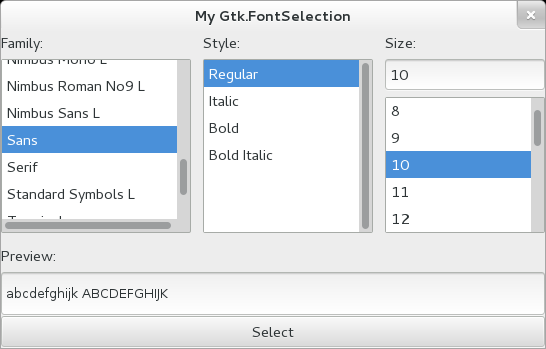 My Gtk.FontSelection
Family:
Nimbus Mono L
Nimbus Roman No9 L
Nimbus Sans L
Sans
Serif
Standard Symbols L
Style:
Regular
Italic
Bold
Bold Italic
Size:
10
8
9
10
11
12
Preview:
abcdefghijk ABCDEFGHIJK
Select